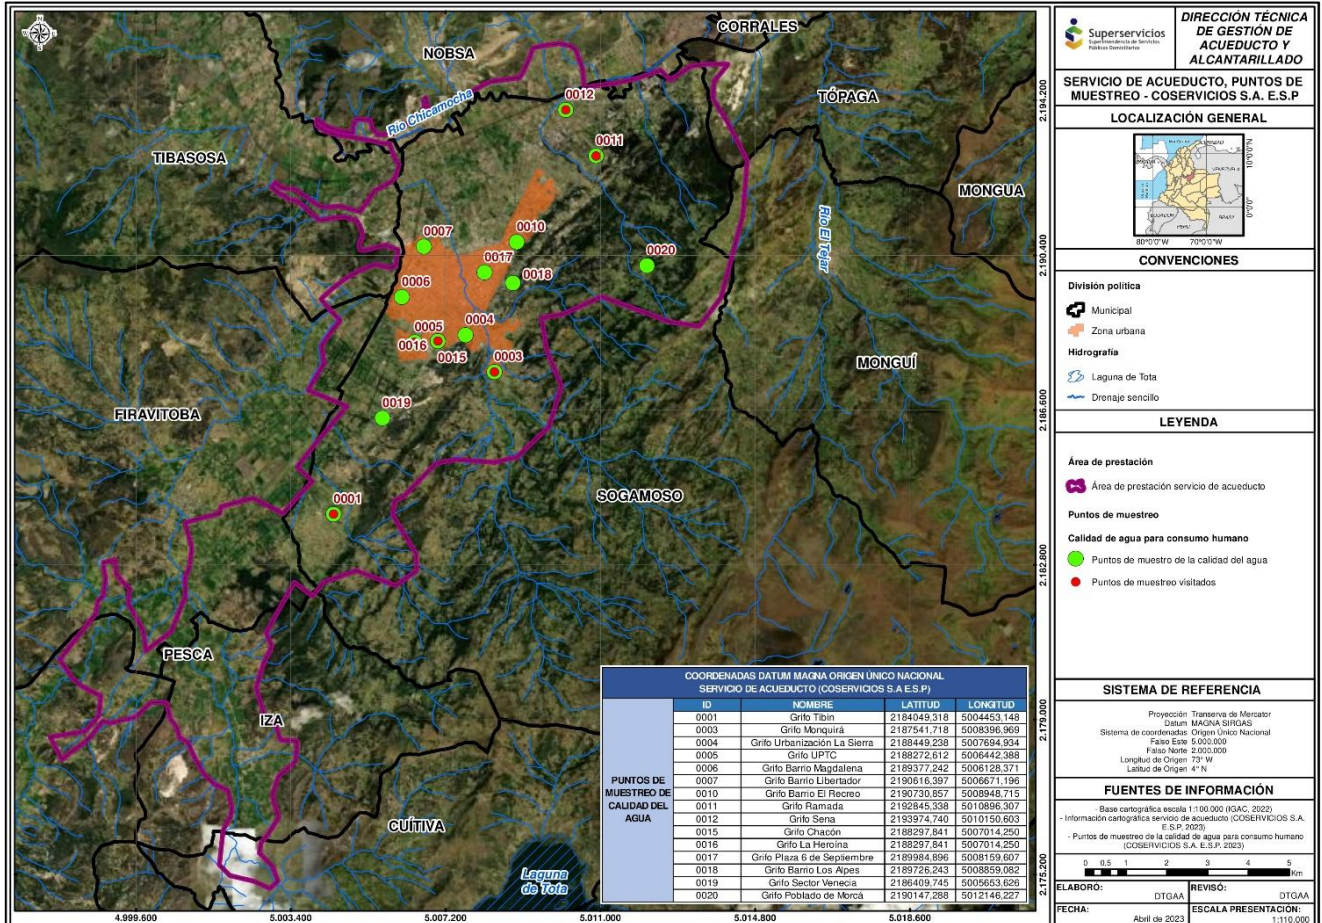 CORRALES
NOBSA
0012
Río Chicamocha
TÓPAGA
0011
TIBASOSA
MONGUA
0007
0010
Río El Tejar
0017
0020
0018
0006
0005
0004
0016
0015
0003
MONGUÍ
FIRAVITOBA
0019
SOGAMOSO
0001
PESCA
IZA
CUÍTIVA
Laguna
de Tota
2.194.200
2.190.400
2.186.600
2.182.800
2.179.000
2.175.200
4.999.600
5.003.400
5.007.200
5.011.000
5.014.800
5.018.600
COORDENADAS DATUM MAGNA ORIGEN ÚNICO NACIONAL
SERVICIO DE ACUEDUCTO (COSERVICIOS S.A E.S.P)
PUNTOS DE
MUESTREO DE
CALIDAD DEL
AGUA
ID NOMBRE LATITUD LONGITUD
0001 Grifo Tibin 2184049,318 5004453,148
0003 Grifo Monquirá 2187541,718 5008396,969
0004 Grifo Urbanización La Sierra 2188449,238 5007694,934
0005 Grifo UPTC 2188272,612 5006442,388
0006 Grifo Barrio Magdalena 2189377,242 5006128,371
0007 Grifo Barrio Libertador 2190616,397 5006671,196
0010 Grifo Barrio El Recreo 2190730,857 5008948,715
0011 Grifo Ramada 2192845,338 5010896,307
0012 Grifo Sena 2193974,740 5010150,603
0015 Grifo Chacón 2188297,841 5007014,250
0016 Grifo La Heroína 2188297,841 5007014,250
0017 Grifo Plaza 6 de Septiembre 2189984,896 5008159,607
0018 Grifo Barrio Los Alpes 2189726,243 5008859,082
0019 Grifo Sector Venecia 2186409,745 5005653,626
0020 Grifo Poblado de Morcá 2190147,288 5012146,227
Superservicios
Superintendencia de Servicios
Públicos Domiciliarios
DIRECCIÓN TÉCNICA
DE GESTIÓN DE
ACUEDUCTO Y
ALCANTARILLADO
SERVICIO DE ACUEDUCTO, PUNTOS DE
MUESTREO - COSERVICIOS S.A. E.S.P
LOCALIZACIÓN GENERAL
10°0'0"N
0°0'0"
80°0'0"W 70°0'0"W
CONVENCIONES
División política
Municipal
Zona urbana
Hidrografía
Laguna de Tota
Drenaje sencillo
LEYENDA
Área de prestación
Área de prestación servicio de acueducto
Puntos de muestreo
Calidad de agua para consumo humano
Puntos de muestro de la calidad del agua
Puntos de muestreo visitados
SISTEMA DE REFERENCIA
Proyección Transerva de Mercator
Datum MAGNA SIRGAS
Sistema de coordenadas Origen Único Nacional
Falso Este 5.000.000
Falso Norte 2.000.000
Longitud de Origen 73° W
Latitud de Origen 4° N
FUENTES DE INFORMACIÓN
- Base cartográfica escala 1:100.000 (IGAC, 2022)
- Información cartográfica servicio de acueducto (COSERVICIOS S.A.
E.S.P, 2023)
- Puntos de muestreo de la calidad de agua para consumo humano
(COSERVICIOS S.A. E.S.P. 2023)
0 0.5 1 2 3 4 5
Km
ELABORÓ: DTGAA
REVISÓ: DTGAA
FECHA: Abril de 2023
ESCALA PRESENTACIÓN: 1:110.000